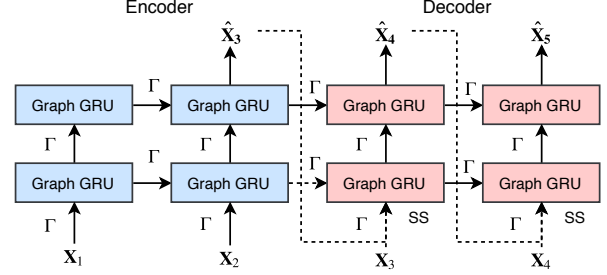 Encoder Decoder
X̂₃ X̂₄ X̂₅
Γ Γ Γ
Graph GRU Graph GRU Graph GRU Graph GRU
Γ Γ Γ Γ
Γ Γ Γ
Graph GRU Graph GRU Graph GRU Graph GRU
Γ Γ Γ SS Γ SS
X₁ X₂ X₃ X₄